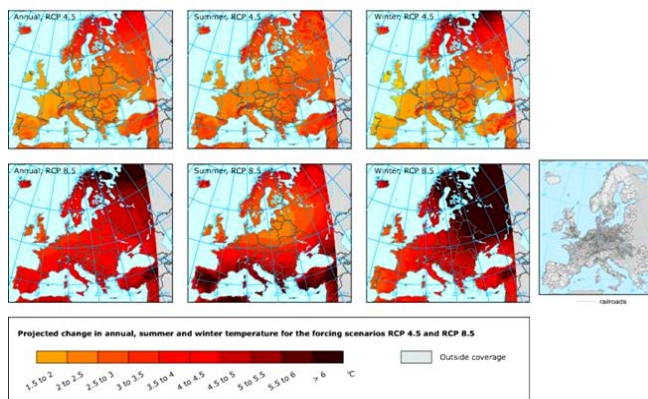 Annual, RCP 4.5
Summer, RCP 4.5
Winter, RCP 4.5
Annual, RCP 8.5
Summer, RCP 8.5
Winter, RCP 8.5
railroads
Projected change in annual, summer and winter temperature for the forcing scenarios RCP 4.5 and RCP 8.5
1.5 to 2
2 to 2.5
2.5 to 3
3 to 3.5
3.5 to 4
4 to 4.5
4.5 to 5
5 to 5.5
5.5 to 6
> 6
°C
Outside coverage